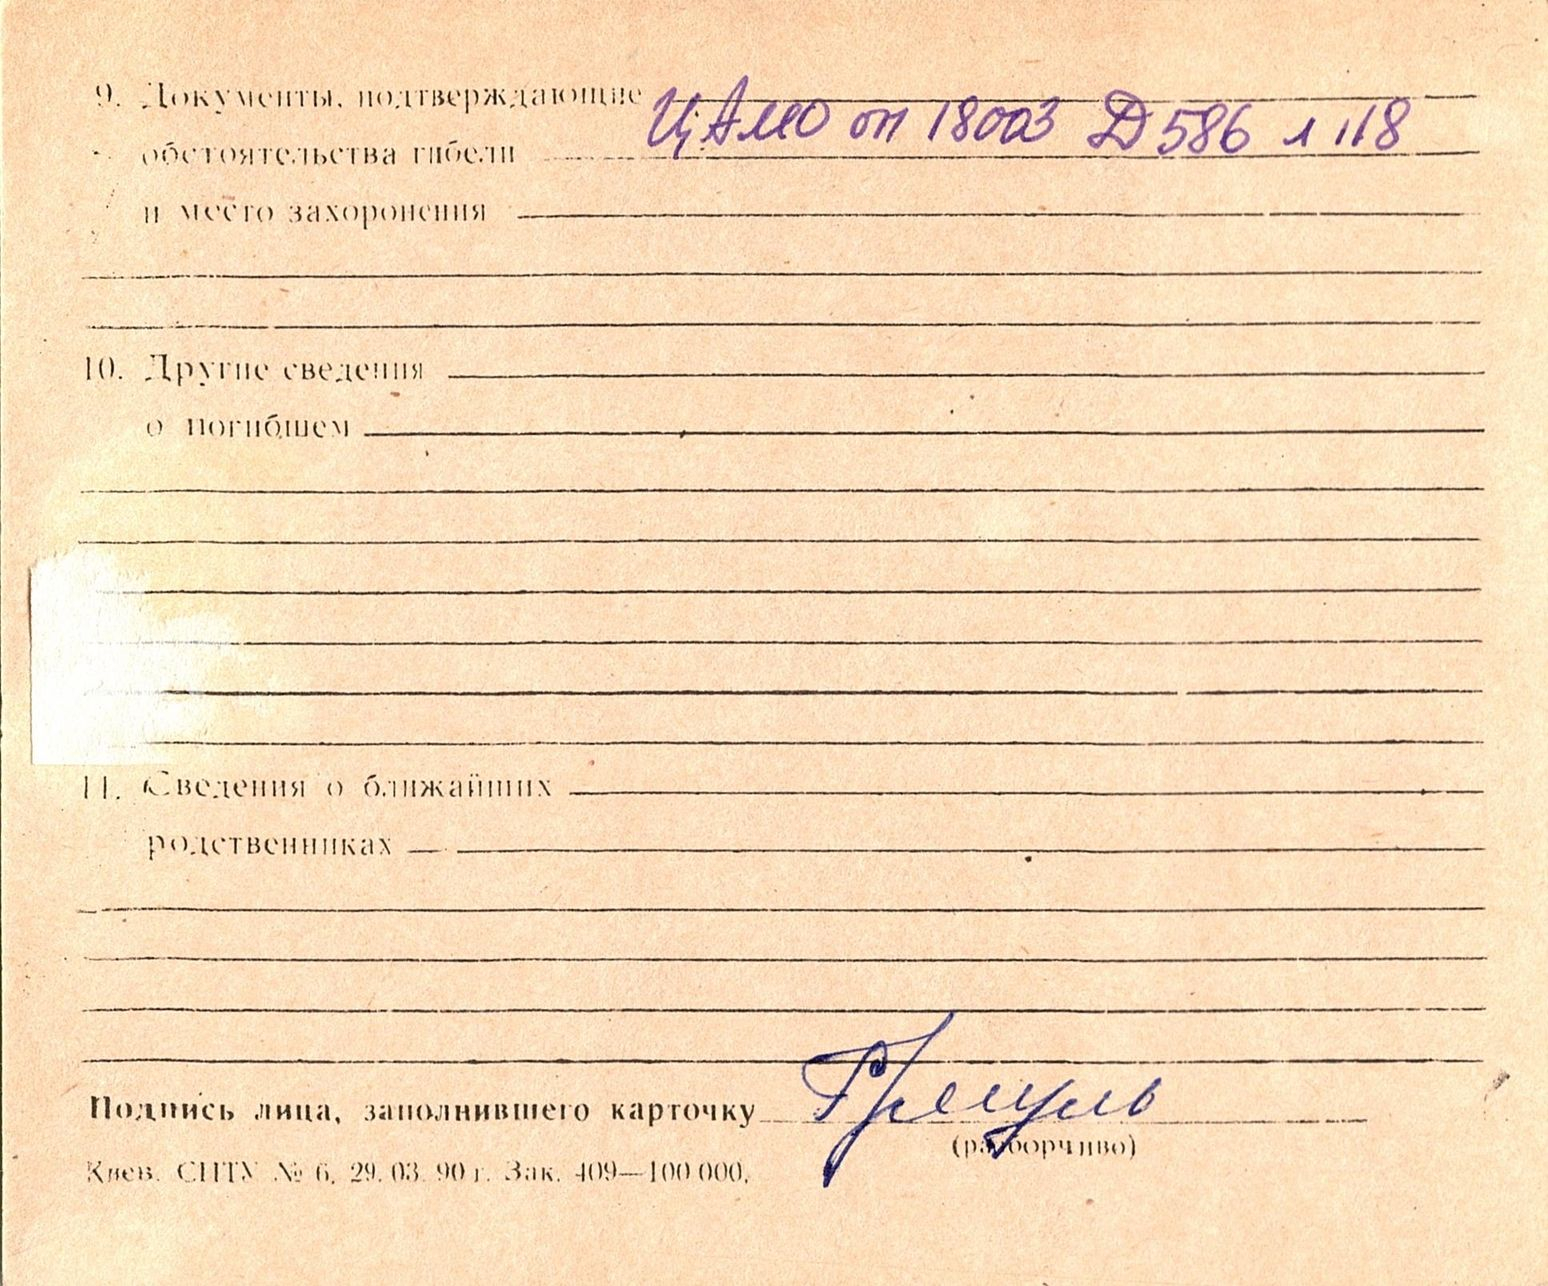 9. Документы, подтверждающие ЦАМО оп 18003 Д 586 л 118
обстоятельства гибели
и место захоронения
10. Другие сведения
о погибшем
11. Сведения о ближайших
родственниках
Подпись лица, заполнившего карточку
(разборчиво)
Киев. СПТУ № 6, 29. 03. 90 г. Зак. 409—100 000.